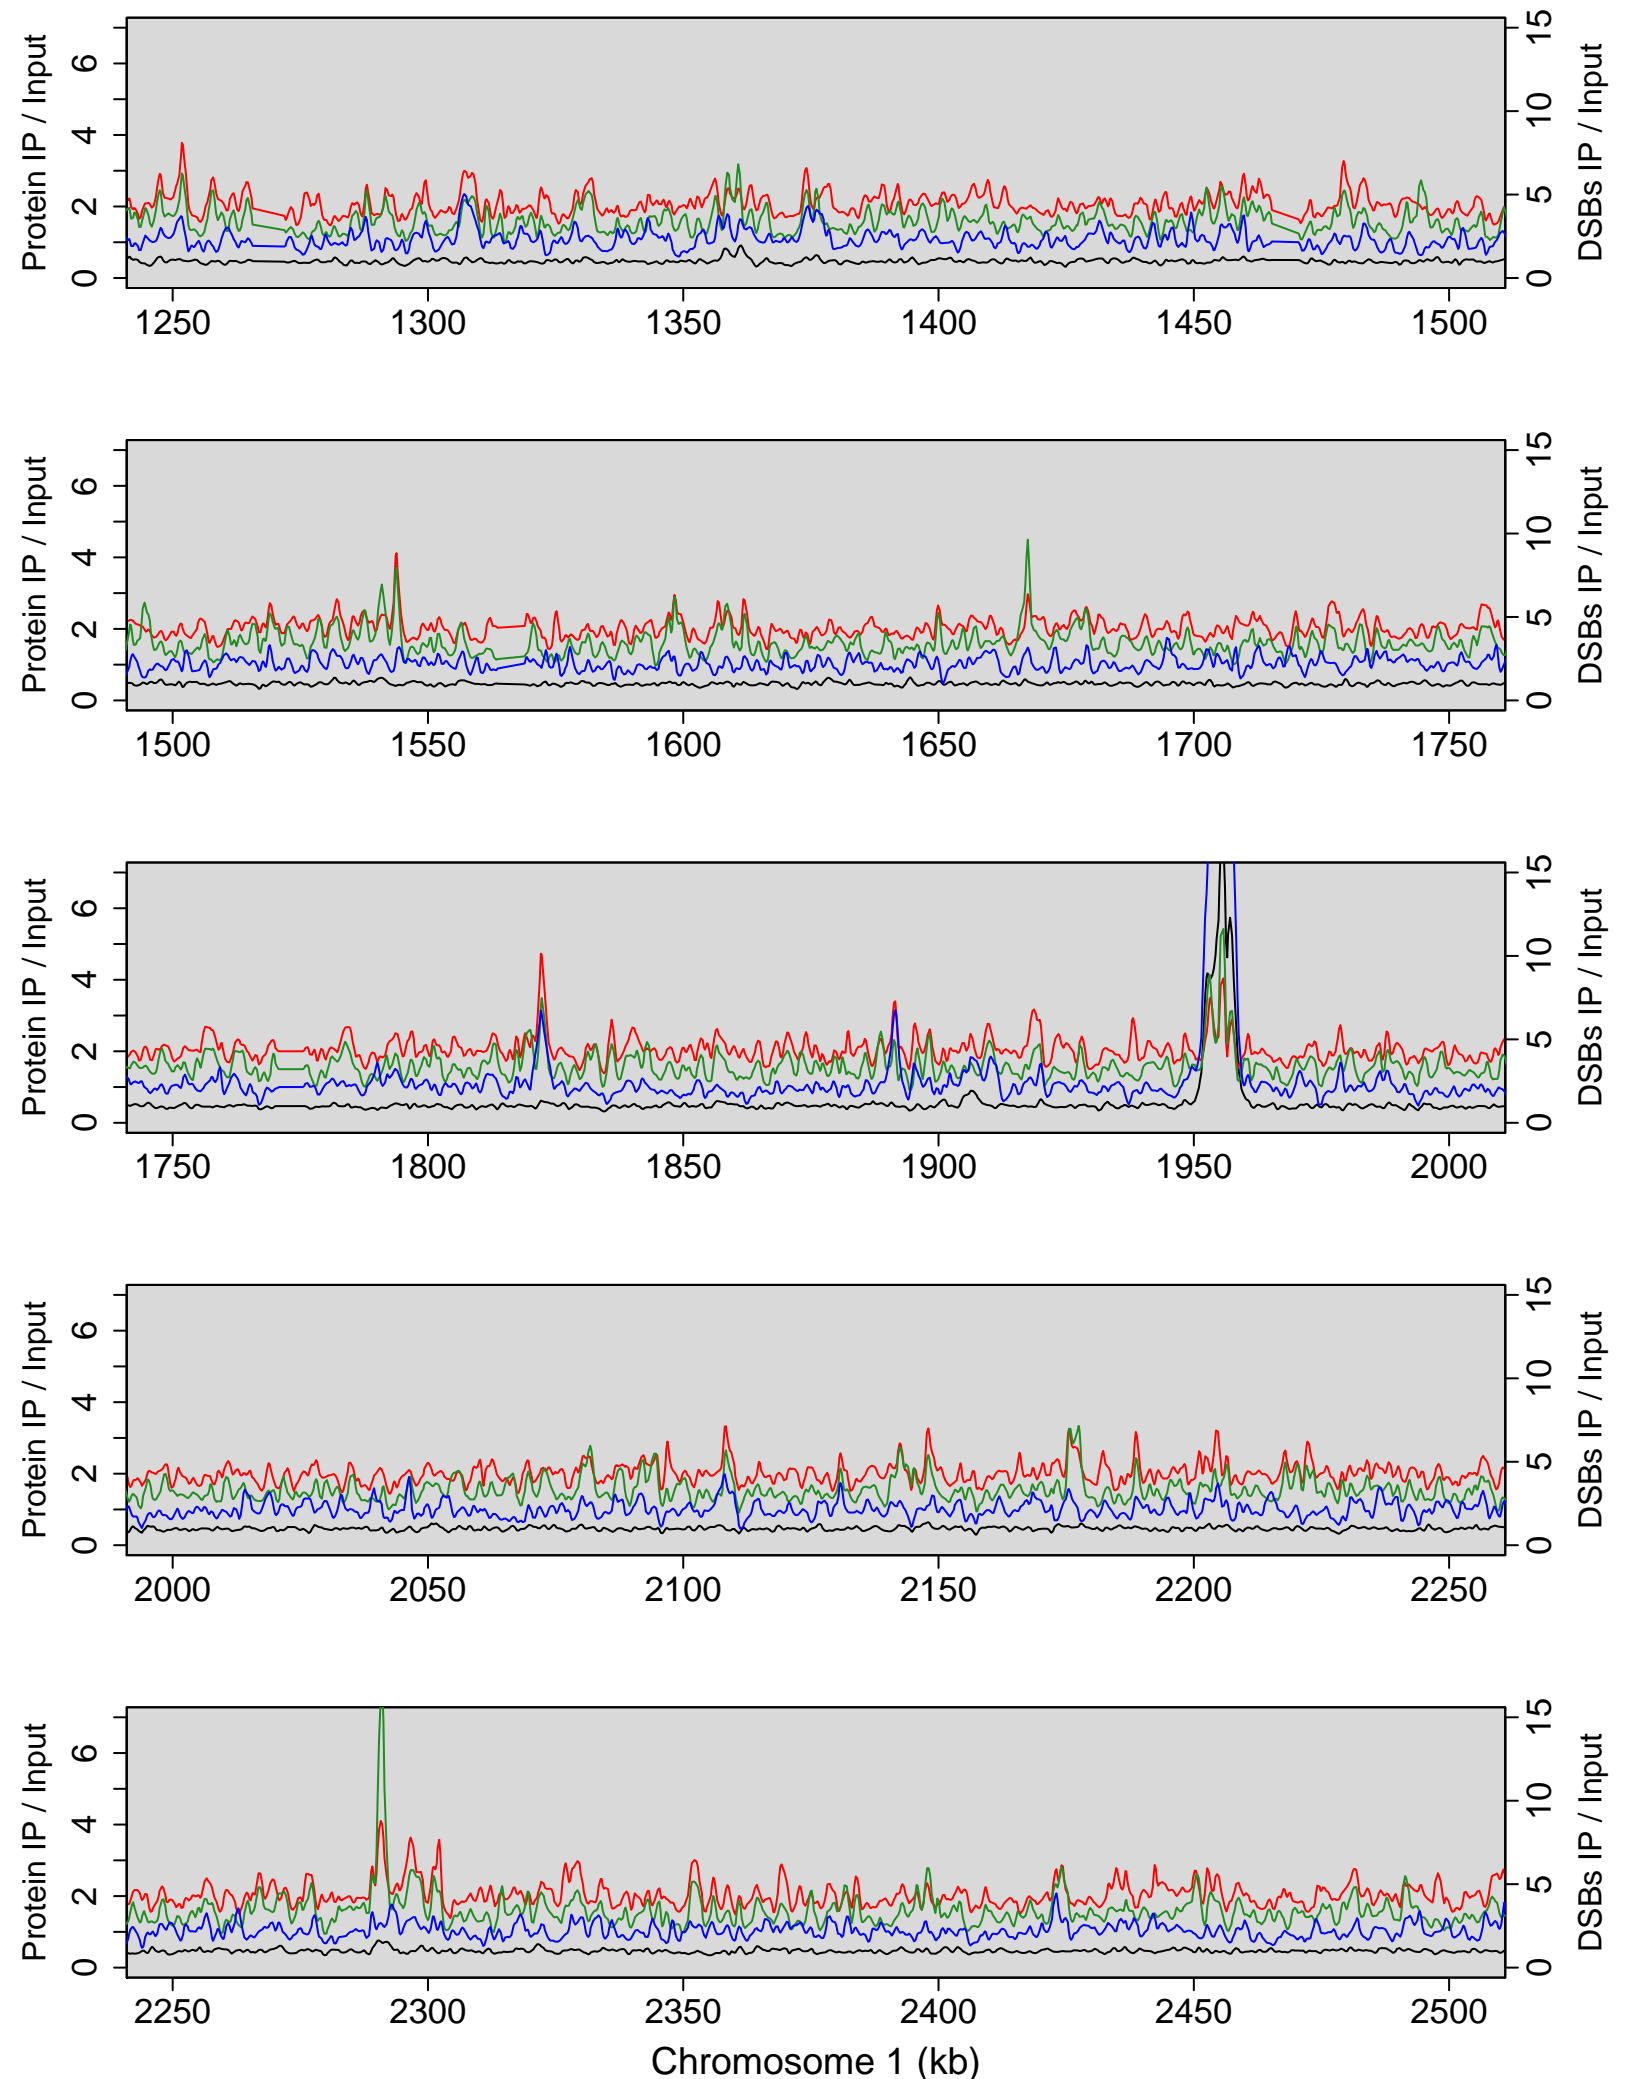 Protein IP / Input
0 2 4 6
0 5 10 15
DSBs IP / Input
1250 1300 1350 1400 1450 1500
Protein IP / Input
0 2 4 6
0 5 10 15
DSBs IP / Input
1500 1550 1600 1650 1700 1750
Protein IP / Input
0 2 4 6
0 5 10 15
DSBs IP / Input
1750 1800 1850 1900 1950 2000
Protein IP / Input
0 2 4 6
0 5 10 15
DSBs IP / Input
2000 2050 2100 2150 2200 2250
Protein IP / Input
0 2 4 6
0 5 10 15
DSBs IP / Input
2250 2300 2350 2400 2450 2500
Chromosome 1 (kb)